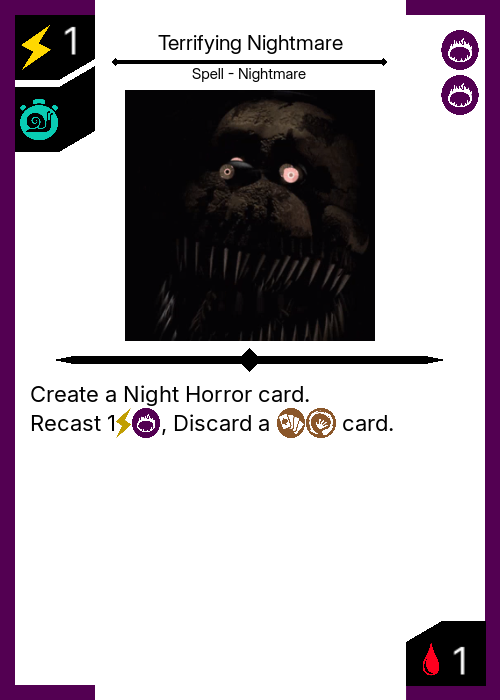 1
Terrifying Nightmare
Spell - Nightmare
Create a Night Horror card.
Recast 1, Discard a card.
1